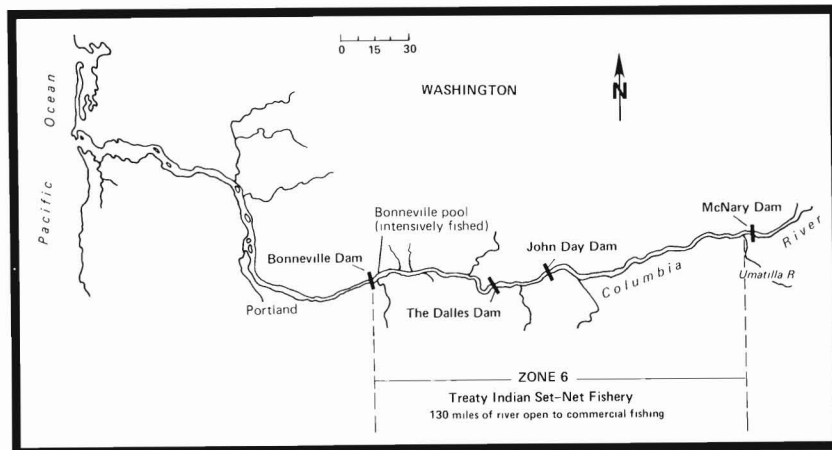 0 15 30
WASHINGTON
N
Pacific Ocean
Bonneville pool
(intensively fished)
McNary Dam
Bonneville Dam
John Day Dam
Columbia River
Umatilla R
Portland
The Dalles Dam
ZONE 6
Treaty Indian Set-Net Fishery
130 miles of river open to commercial fishing